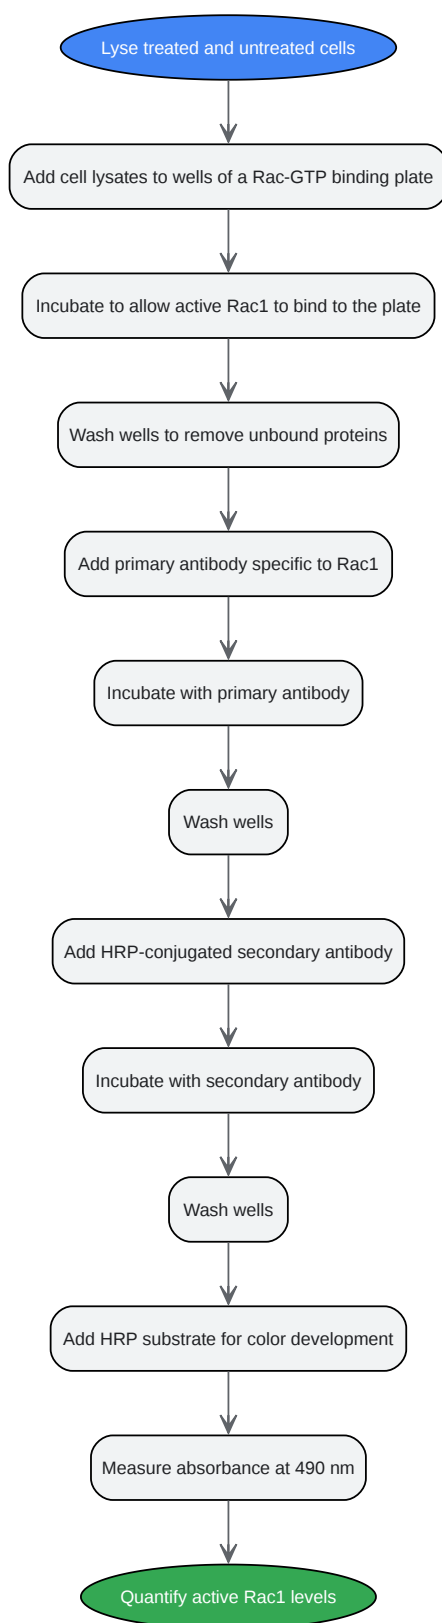 Lyse treated and untreated cells
Add cell lysates to wells of a Rac-GTP binding plate
Incubate to allow active Rac1 to bind to the plate
Wash wells to remove unbound proteins
Add primary antibody specific to Rac1
Incubate with primary antibody
Wash wells
Add HRP-conjugated secondary antibody
Incubate with secondary antibody
Wash wells
Add HRP substrate for color development
Measure absorbance at 490 nm
Quantify active Rac1 levels